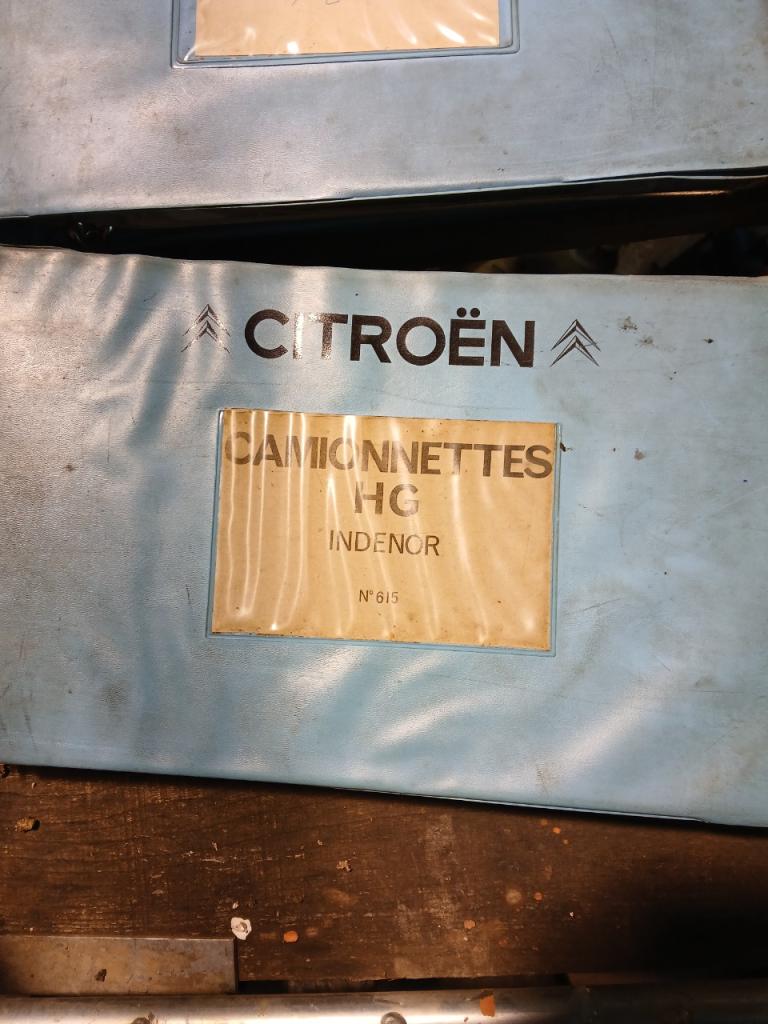 CITROËN
CAMIONNETTES
HG
INDENOR
N° 615